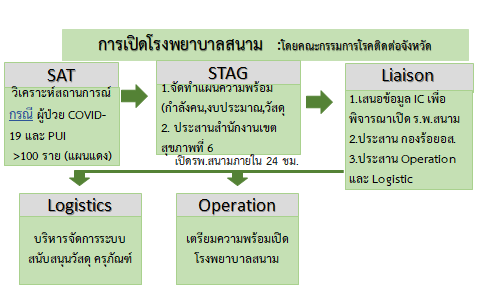 การเปิดโรงพยาบาลสนาม :โดยคณะกรรมการโรคติดต่อจังหวัด
SAT
วิเคราะห์สถานการณ์
กรณี ผู้ป่วย COVID-
19 และ PUI
>100 ราย (แผนแดง)
STAG
1.จัดทำแผนความพร้อม
(กำลังคน,งบประมาณ,วัสดุ
2. ประสานสำนักงานเขต
สุขภาพที่ 6
Liaison
1.เสนอข้อมูล IC เพื่อ
พิจารณาเปิด ร.พ.สนาม
2.ประสาน กองร้อยอส.
3.ประสาน Operation
และ Logistic
เปิดรพ.สนามภายใน 24 ชม.
Logistics
บริหารจัดการระบบ
สนับสนุนวัสดุ ครุภัณฑ์
Operation
เตรียมความพร้อมเปิด
โรงพยาบาลสนาม